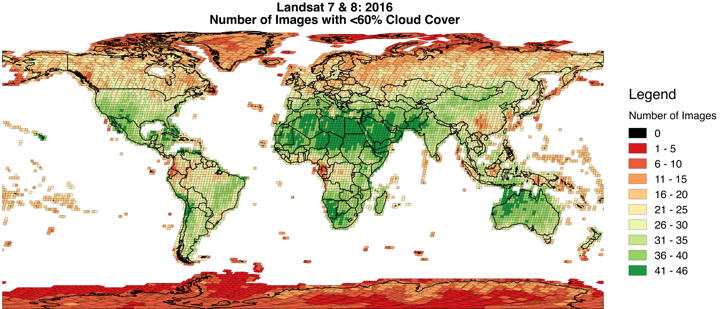 Landsat 7 & 8: 2016
Number of Images with <60% Cloud Cover
Legend
Number of Images
0
1 - 5
6 - 10
11 - 15
16 - 20
21 - 25
26 - 30
31 - 35
36 - 40
41 - 46